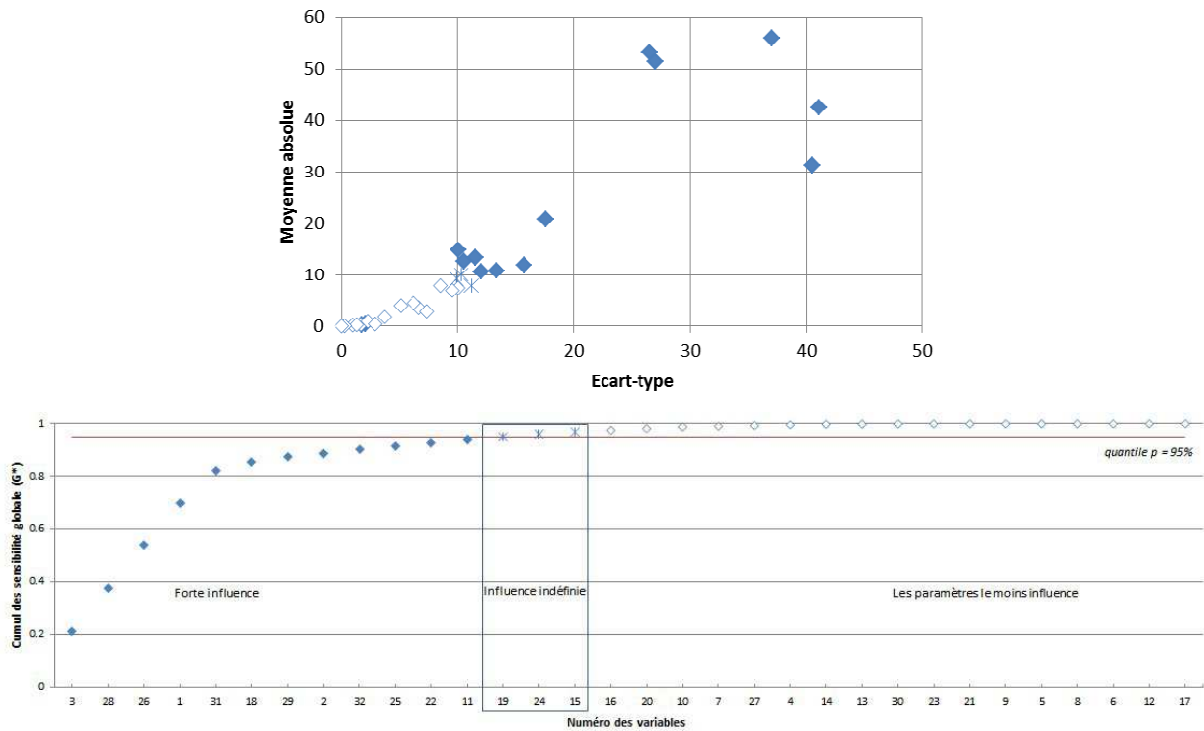 60
50
40
30
20
10
0
Moyenne absolue
0 10 20 30 40 50
Ecart-type
1
0.8
0.6
0.4
0.2
0
Cumul des sensibilité globale (G*)
quantile p = 95%
Forte influence
Influence indéfinie
Les paramètres le moins influence
3 28 26 1 31 18 29 2 32 25 22 11 19 24 15 16 20 10 7 27 4 14 13 30 23 21 9 5 8 6 12 17
Numéro des variables